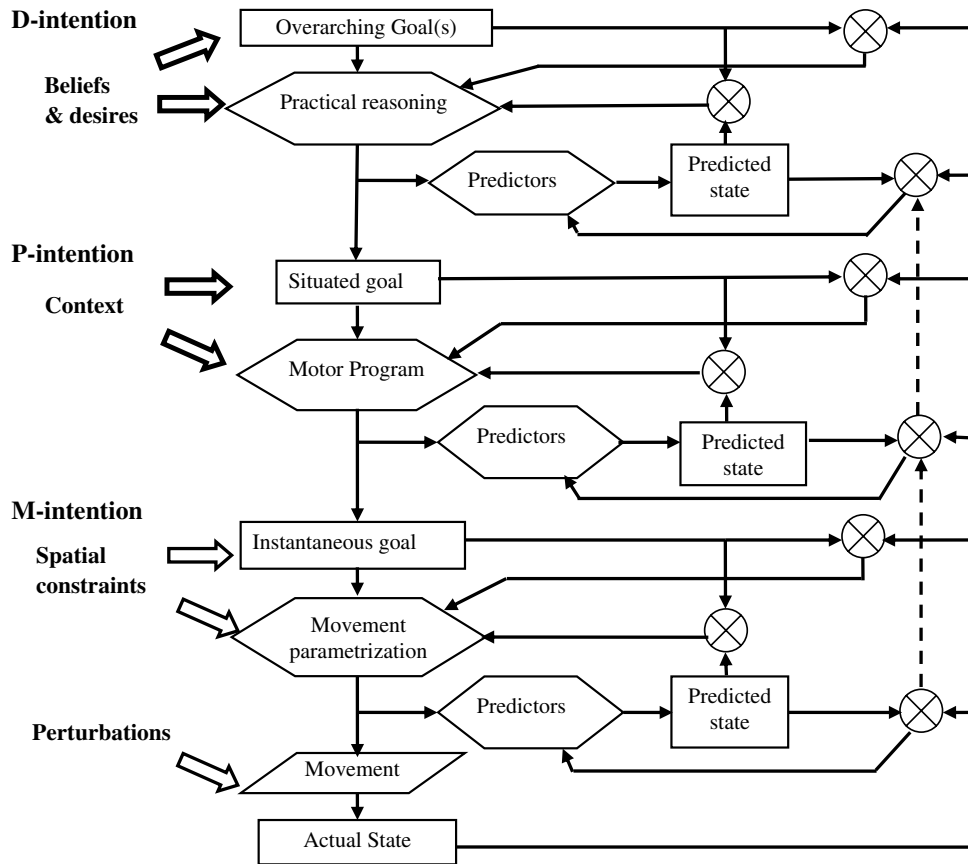 D-intention
Overarching Goal(s)
Beliefs
& desires
Practical reasoning
Predictors
Predicted
state
P-intention
Situated goal
Context
Motor Program
Predictors
Predicted
state
M-intention
Instantaneous goal
Spatial
constraints
Movement
parametrization
Predictors
Predicted
state
Perturbations
Movement
Actual State